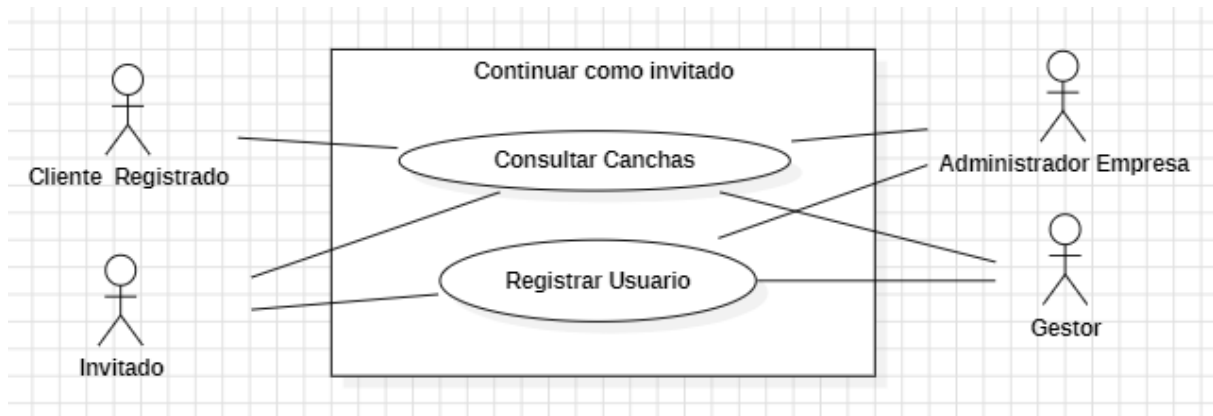 Continuar como invitado
Cliente Registrado
Consultar Canchas
Administrador Empresa
Invitado
Registrar Usuario
Gestor